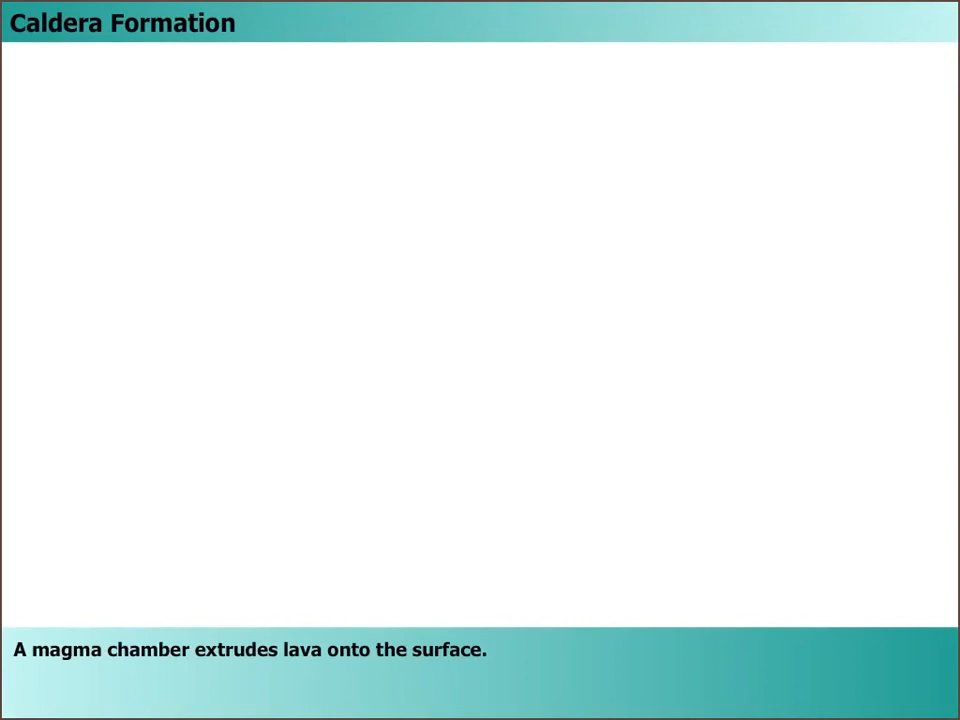 Caldera Formation
A magma chamber extrudes lava onto the surface.